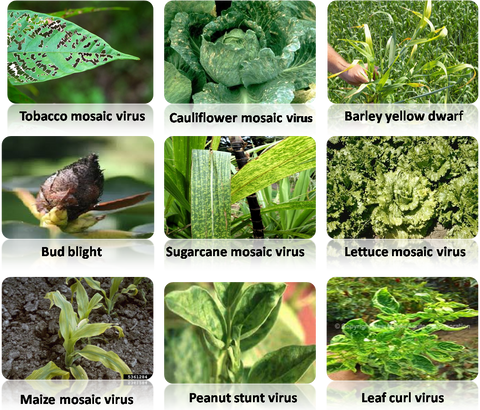 Tobacco mosaic virus
Cauliflower mosaic virus
Barley yellow dwarf
Bud blight
Sugarcane mosaic virus
Lettuce mosaic virus
5361284
Maize mosaic virus
Peanut stunt virus
Leaf curl virus